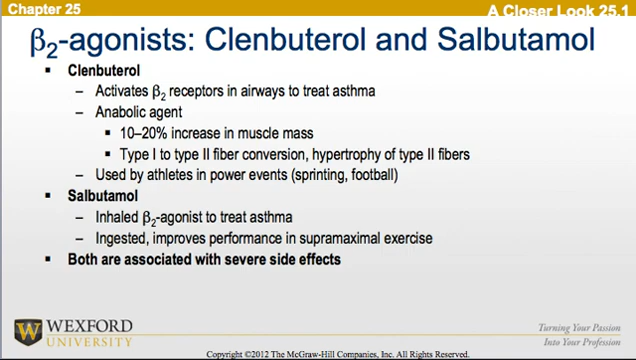 Chapter 25
A Closer Look 25.1
β2-agonists: Clenbuterol and Salbutamol
▪ Clenbuterol
– Activates β2 receptors in airways to treat asthma
– Anabolic agent
▪ 10–20% increase in muscle mass
▪ Type I to type II fiber conversion, hypertrophy of type II fibers
– Used by athletes in power events (sprinting, football)
▪ Salbutamol
– Inhaled β2-agonist to treat asthma
– Ingested, improves performance in supramaximal exercise
▪ Both are associated with severe side effects
W WEXFORD
UNIVERSITY
Turning Your Passion
Into Your Profession
Copyright ©2012 The McGraw-Hill Companies, Inc. All Rights Reserved.